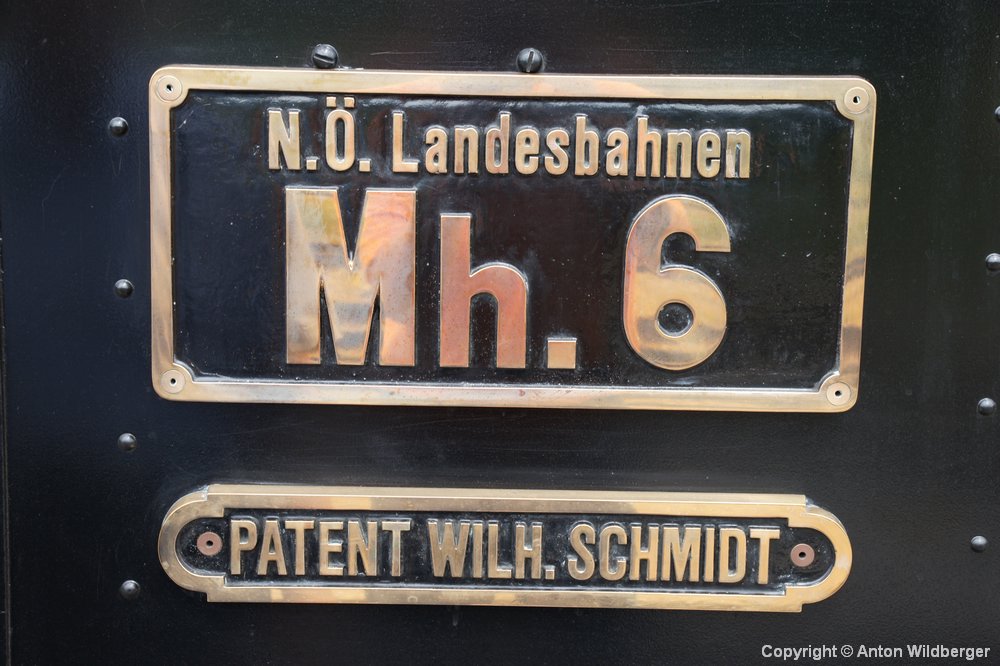 N.Ö. Landesbahnen
Mh. 6
PATENT WILH. SCHMIDT
Copyright © Anton Wildberger